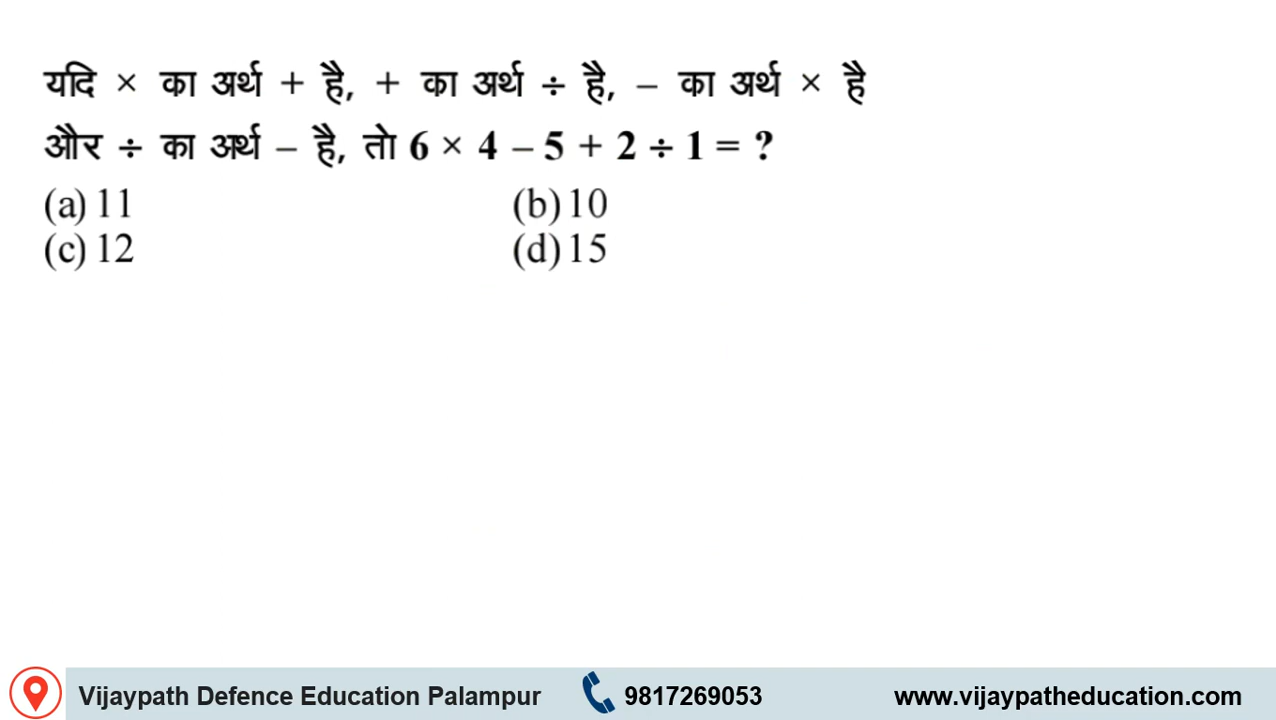 यदि × का अर्थ + है, + का अर्थ ÷ है, – का अर्थ × है
और ÷ का अर्थ – है, तो 6 × 4 – 5 + 2 ÷ 1 = ?
(a) 11 (b) 10
(c) 12 (d) 15
Vijaypath Defence Education Palampur 9817269053 www.vijaypatheducation.com